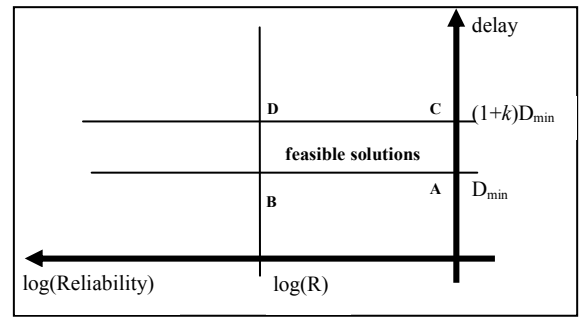 delay
D
C
(1+k)Dmin
feasible solutions
A
Dmin
B
log(Reliability)
log(R)